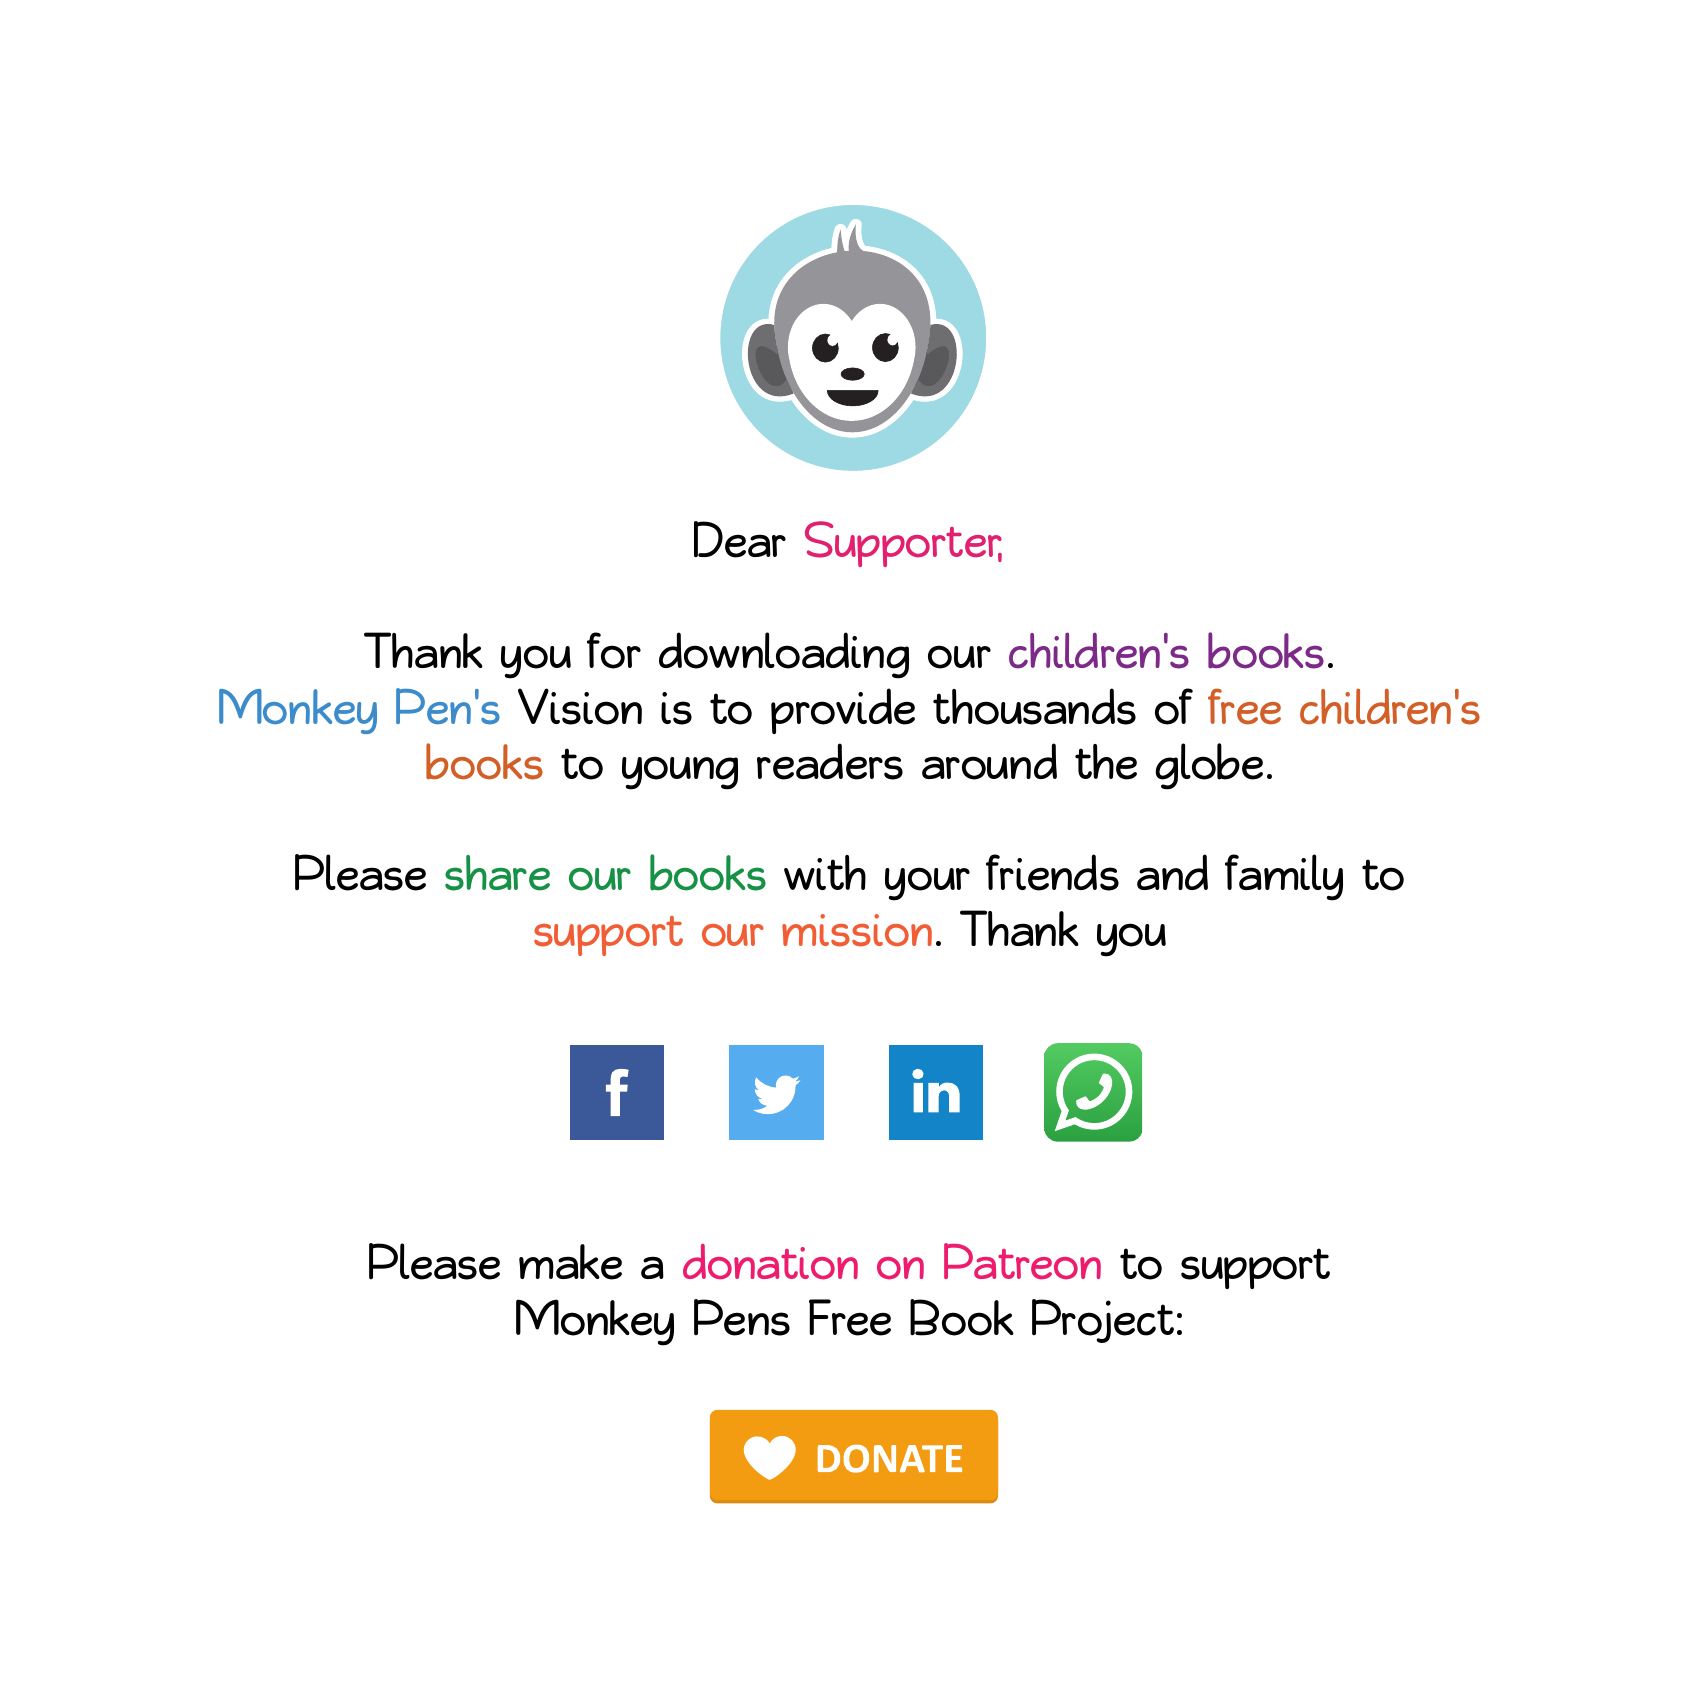 Dear Supporter,
Thank you for downloading our children's books.
Monkey Pen's Vision is to provide thousands of free children's
books to young readers around the globe.
Please share our books with your friends and family to
support our mission. Thank you
f
in
Please make a donation on Patreon to support
Monkey Pens Free Book Project:
DONATE